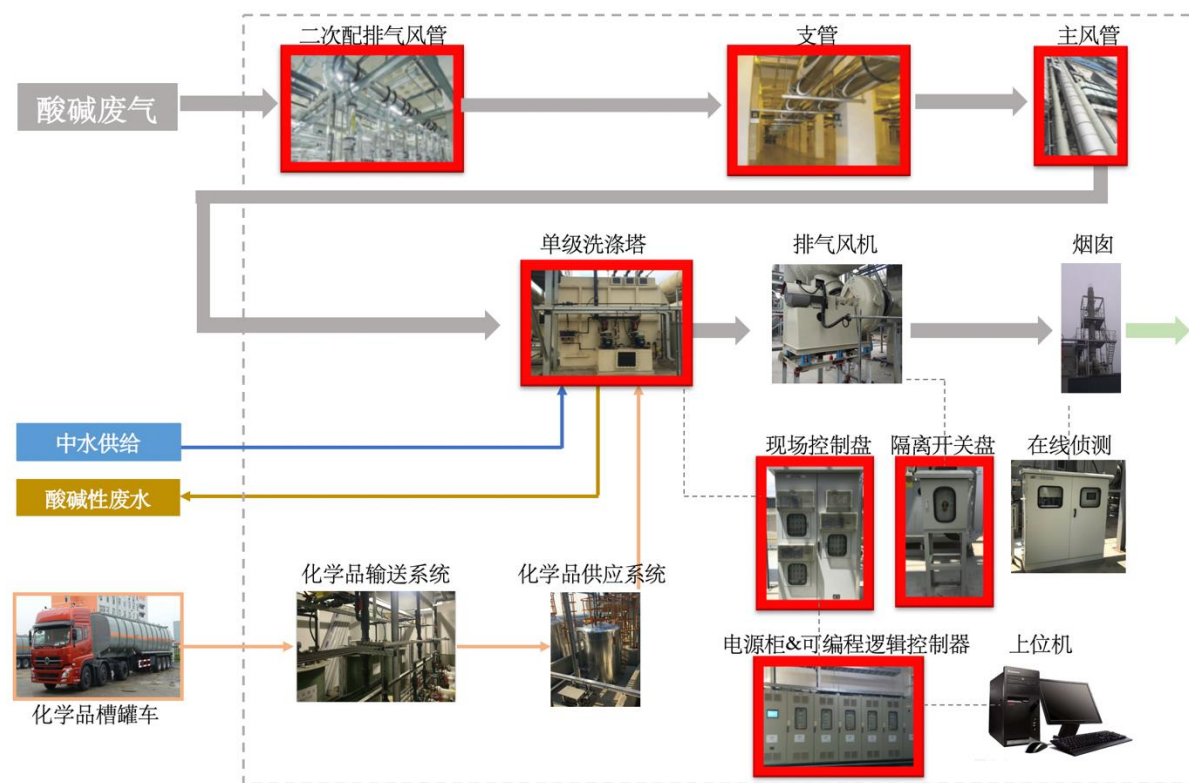 二次配排气风管
支管
主风管
酸碱废气
单级洗涤塔
排气风机
烟囱
中水供给
现场控制盘
隔离开关盘
在线侦测
酸碱性废水
化学品输送系统
化学品供应系统
电源柜&可编程逻辑控制器
上位机
化学品槽罐车